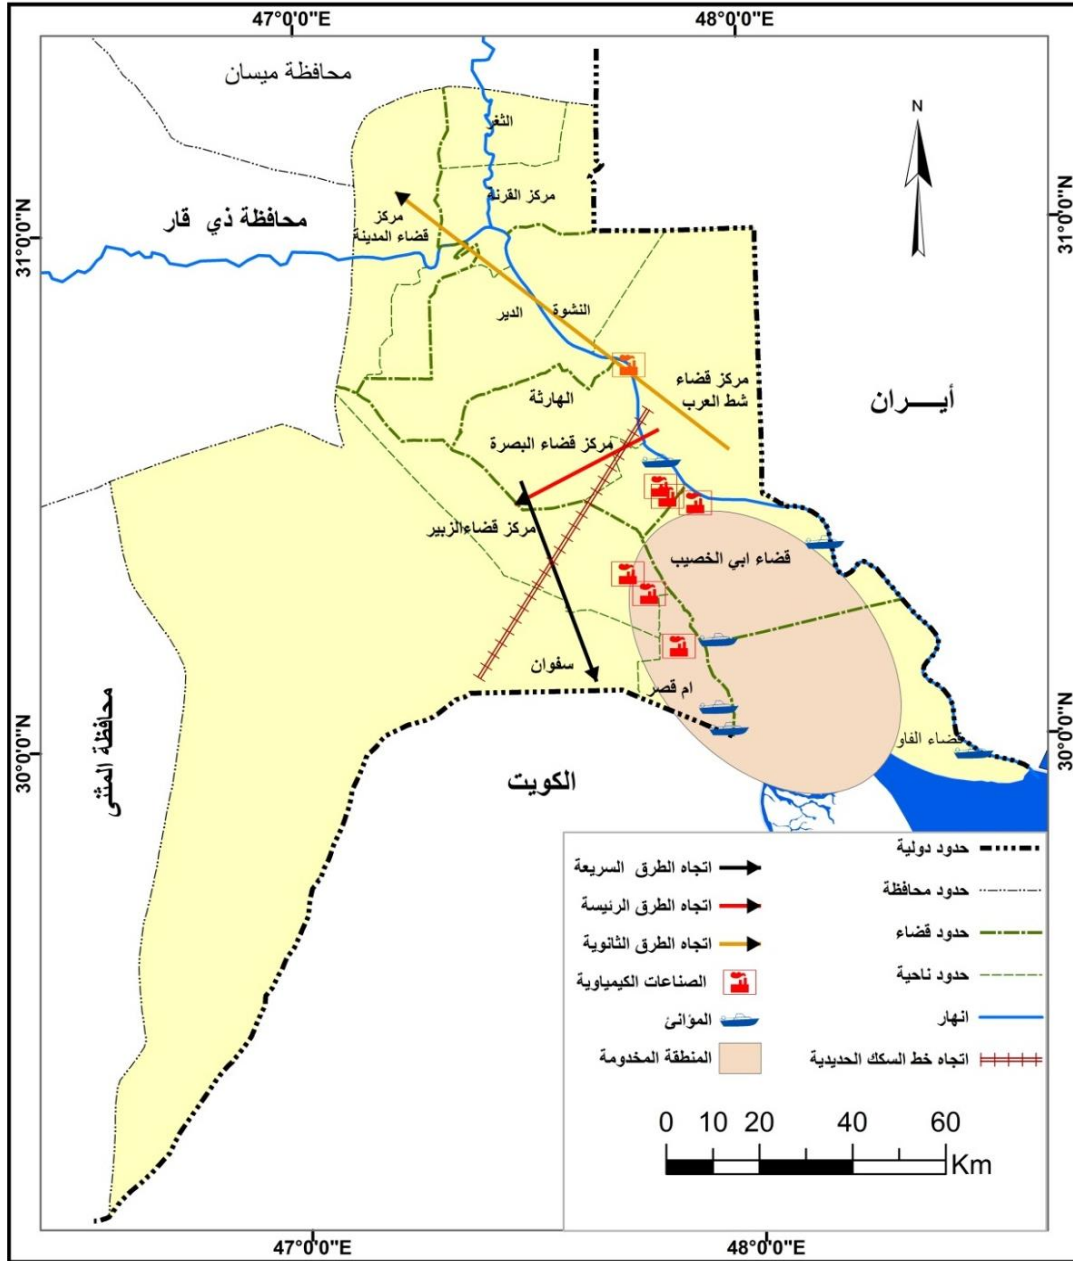 47°0'0"E
48°0'0"E
محافظة ميسان
الثغر
N
مركز القرنة
محافظة ذي قار
مركز
قضاء المدينة
31°0'0"N
31°0'0"N
النشوة
الدير
مركز قضاء
شط العرب
أيـــــران
الهارثة
مركز قضاء البصرة
مركز قضاءالزبير
قضاء ابي الخصيب
سفوان
ام قصر
محافظة المثنى
30°0'0"N
30°0'0"N
قضاء الفاو
الكويت
حدود دولية
حدود محافظة
حدود قضاء
حدود ناحية
انهار
اتجاه خط السكك الحديدية
اتجاه الطرق السريعة
اتجاه الطرق الرئيسة
اتجاه الطرق الثانوية
الصناعات الكيمياوية
المؤانئ
المنطقة المخدومة
0 10 20 40 60
Km
47°0'0"E
48°0'0"E